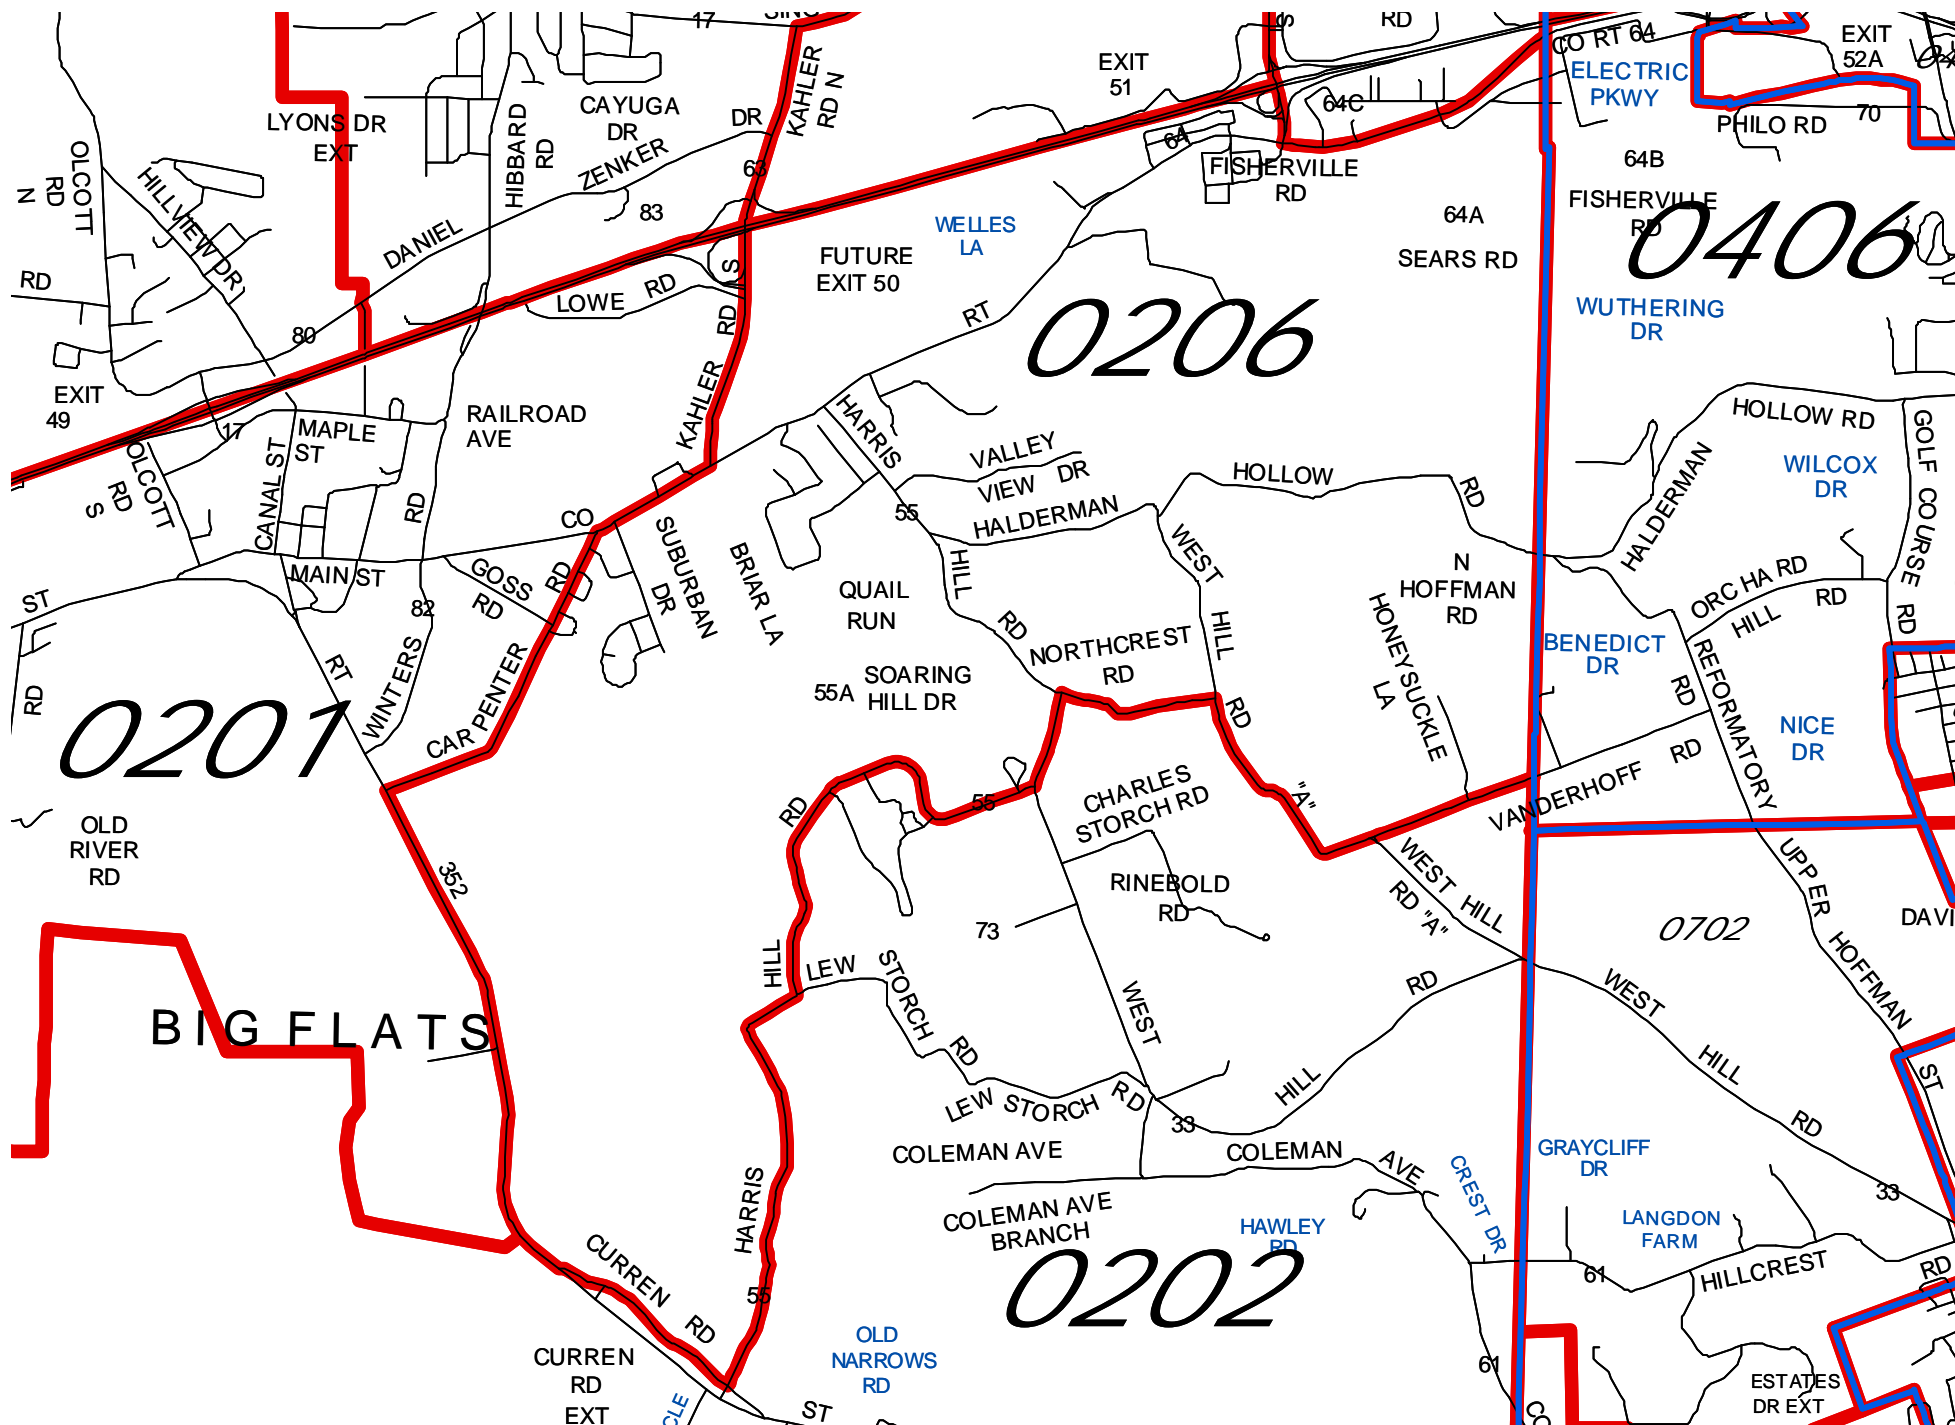 17
SING
KAHLER
RD N
EXIT
51
S
RD
CO RT 64
EXIT
52A
ELECTRIC
PKWY
LYONS DR
EXT
CAYUGA
DR
DR
ZENKER
HIBBARD
RD
64C
64
PHILO RD
70
OLCOTT
RD
N
HILLVIEW DR
63
FISHERVILLE
RD
64B
FISHERVILLE
RD
0406
83
DANIEL
WELLES
LA
64A
SEARS RD
FUTURE
EXIT 50
S
RD
LOWE
RD
RD
KAHLER
RT
0206
WUTHERING
DR
80
EXIT
49
17
MAPLE
ST
RAILROAD
AVE
HARRIS
HOLLOW RD
HALDERMAN
GOLF COURSE
RD
VALLEY
VIEW DR
HOLLOW
RD
WILCOX
DR
OLCOTT
RD
S
CANAL ST
RD
CO
55
HALDERMAN
SUBURBAN
DR
BRIAR LA
MAIN ST
GOSS
RD
RD
HILL
RD
WEST
HILL
RD
"A"
N
HOFFMAN
RD
ORCHARD
HILL
RD
ST
82
QUAIL
RUN
HONEYSUCKLE
LA
BENEDICT
DR
RD
RT
WINTERS
CARPENTER
NORTHCREST
RD
REFORMATORY
RD
0201
55A
SOARING
HILL DR
NICE
DR
RD
VANDERHOFF
OLD
RIVER
RD
RD
55
CHARLES
STORCH RD
352
WEST
HILL
RD "A"
UPPER
HOFFMAN
ST
RINEBOLD
RD
73
0702
DAVI
HILL
LEW
STORCH
RD
BIG FLATS
WEST
RD
HILL
WEST
HILL
RD
LEW STORCH RD
33
COLEMAN AVE
COLEMAN
AVE
GRAYCLIFF
DR
CREST DR
33
HARRIS
COLEMAN AVE
BRANCH
HAWLEY
RD
LANGDON
FARM
CURREN
RD
0202
61
HILLCREST
RD
55
CURREN
RD
EXT
OLD
NARROWS
RD
61
ESTATES
DR EXT
CLE
ST
CO